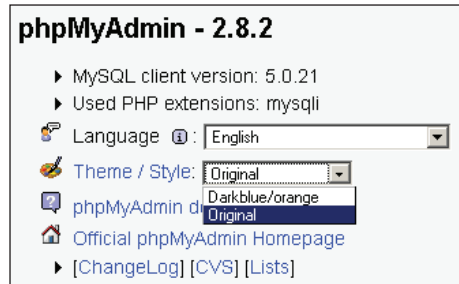 phpMyAdmin - 2.8.2
MySQL client version: 5.0.21
Used PHP extensions: mysqli
Language : English
Theme / Style: Original
Darkblue/orange
phpMyAdmin d
Original
Official phpMyAdmin Homepage
[ChangeLog] [CVS] [Lists]